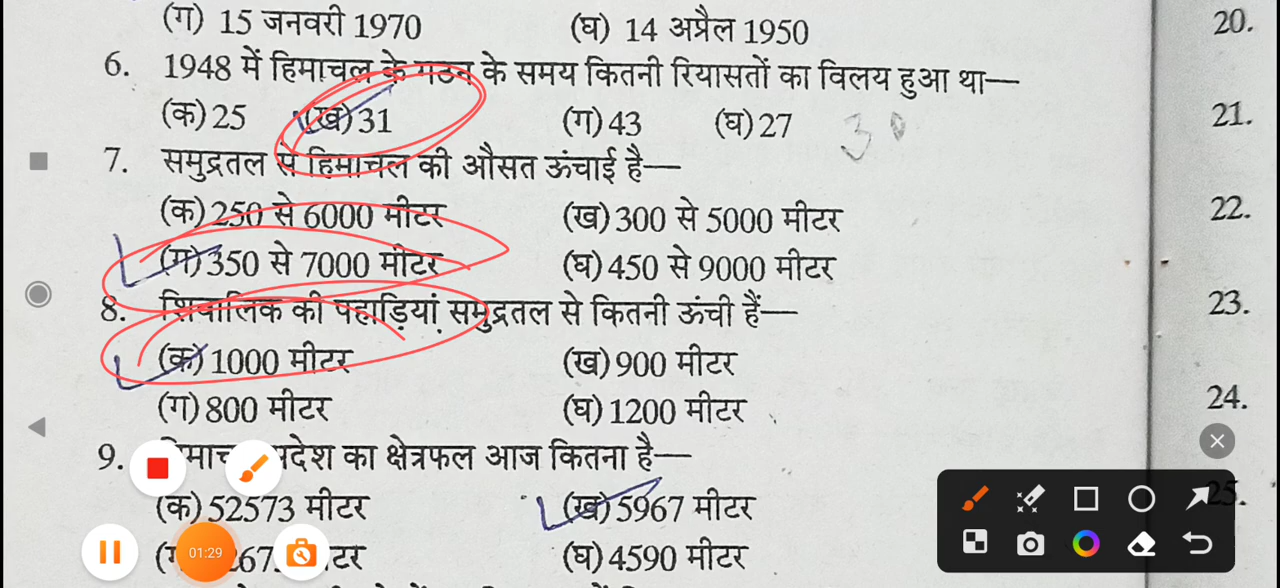 (ग) 15 जनवरी 1970 (घ) 14 अप्रैल 1950 20.
6. 1948 में हिमाचल के गठन के समय कितनी रियासतों का विलय हुआ था—
(क) 25 (ख) 31 (ग) 43 (घ) 27 21.
7. समुद्रतल से हिमाचल की औसत ऊंचाई है—
(क) 250 से 6000 मीटर (ख) 300 से 5000 मीटर 22.
(ग) 350 से 7000 मीटर (घ) 450 से 9000 मीटर
8. शिवालिक की पहाड़ियां समुद्रतल से कितनी ऊंची हैं— 23.
(क) 1000 मीटर (ख) 900 मीटर
(ग) 800 मीटर (घ) 1200 मीटर 24.
9. का क्षेत्रफल आज कितना है—
(क) 52573 मीटर (ख) 5967 मीटर 25.
01:29 (घ) 4590 मीटर